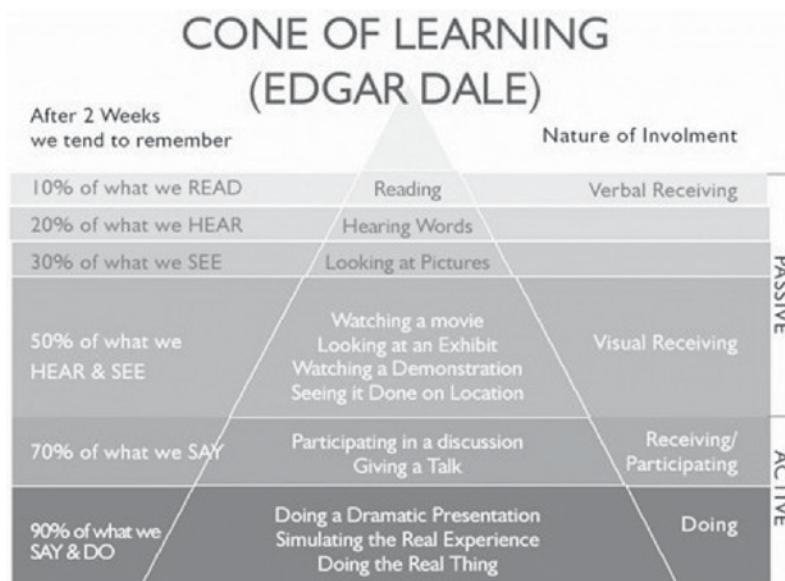 CONE OF LEARNING
(EDGAR DALE)
After 2 Weeks
we tend to remember
Nature of Involment
10% of what we READ
Reading
Verbal Receiving
20% of what we HEAR
Hearing Words
30% of what we SEE
Looking at Pictures
50% of what we
HEAR & SEE
Watching a movie
Looking at an Exhibit
Watching a Demonstration
Seeing it Done on Location
Visual Receiving
PASSIVE
70% of what we SAY
Participating in a discussion
Giving a Talk
Receiving/
Participating
90% of what we
SAY & DO
Doing a Dramatic Presentation
Simulating the Real Experience
Doing the Real Thing
Doing
ACTIVE